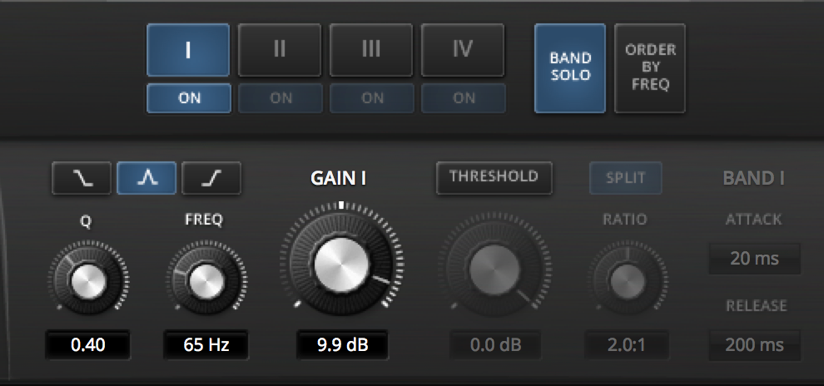 I II III IV
ON ON ON ON
BAND
SOLO
ORDER
BY
FREQ
GAIN I THRESHOLD SPLIT BAND I
Q FREQ RATIO ATTACK
20 ms
RELEASE
0.40 65 Hz 9.9 dB 0.0 dB 2.0:1 200 ms